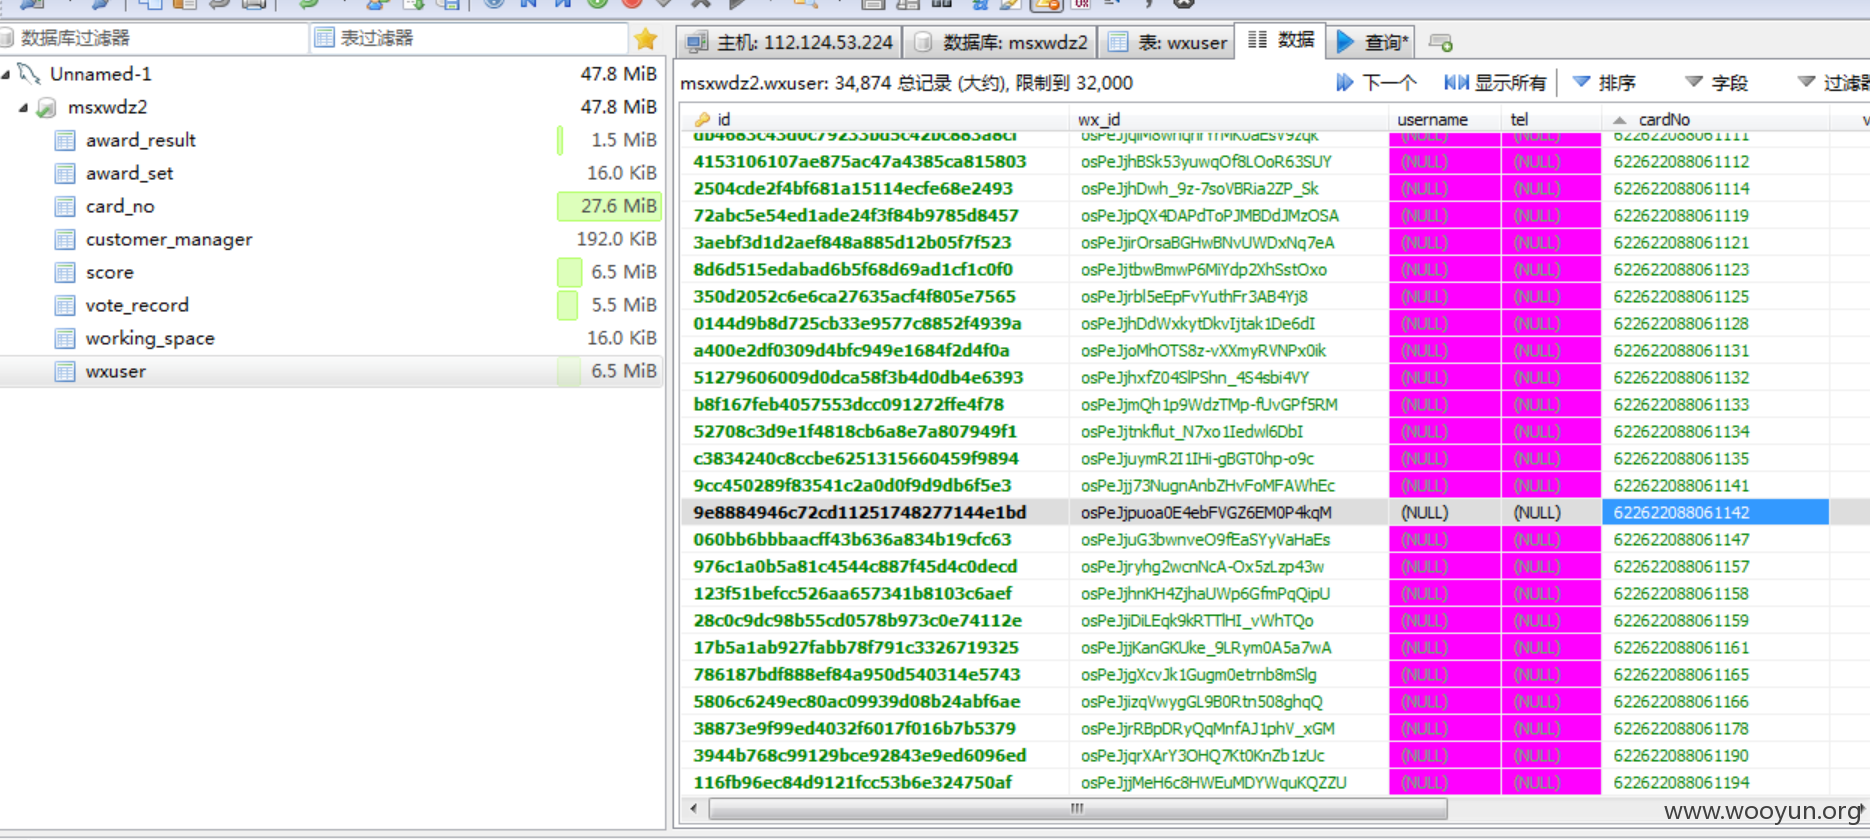 数据库过滤器 表过滤器
Unnamed-1 47.8 MiB
msxwdz2 47.8 MiB
award_result 1.5 MiB
award_set 16.0 KiB
card_no 27.6 MiB
customer_manager 192.0 KiB
score 6.5 MiB
vote_record 5.5 MiB
working_space 16.0 KiB
wxuser 6.5 MiB
主机: 112.124.53.224 数据库: msxwdz2 表: wxuser 数据 查询*
msxwdz2.wxuser: 34,874 总记录 (大约), 限制到 32,000 下一个 显示所有 排序 字段 过滤器
id wx_id username tel cardNo
db4683c43d0c79233bd5c42bc883a8cf (NULL) (NULL) 622622088061111
4153106107ae875ac47a4385ca815803 osPeJjhBSk53yuwqOf8LOoR63SUY (NULL) (NULL) 622622088061112
2504cde2f4bf681a15114ecfe68e2493 osPeJjhDwh_9z-7soVBRia2ZP_Sk (NULL) (NULL) 622622088061114
72abc5e54ed1ade24f3f84b9785d8457 osPeJjpQX4DAPdToPJMBDdJMzOSA (NULL) (NULL) 622622088061119
3aebf3d1d2aef848a885d12b05f7f523 osPeJjirOrsaBGHwBNvUWDxNq7eA (NULL) (NULL) 622622088061121
8d6d515edabad6b5f68d69ad1cf1c0f0 osPeJjtbwBmwP6MiYdp2XhSstOxo (NULL) (NULL) 622622088061123
350d2052c6e6ca27635acf4f805e7565 osPeJjrbl5eEpFvYuthFr3AB4Yj8 (NULL) (NULL) 622622088061125
0144d9b8d725cb33e9577c8852f4939a osPeJjhDdWxkytDkvIjtak1De6dI (NULL) (NULL) 622622088061128
a400e2df0309d4bfc949e1684f2d4f0a osPeJjoMhOTS8z-vXXmyRVNPx0ik (NULL) (NULL) 622622088061131
51279606009d0dca58f3b4d0db4e6393 osPeJjhxfZ04SlPShn_4S4sbi4VY (NULL) (NULL) 622622088061132
b8f167feb4057553dcc091272ffe4f78 osPeJjmQh1p9WdzTMp-fUvGPf5RM (NULL) (NULL) 622622088061133
52708c3d9e1f4818cb6a8e7a807949f1 osPeJjtnkflut_N7xo1Iedwl6DbI (NULL) (NULL) 622622088061134
c3834240c8ccbe6251315660459f9894 osPeJjuymR2I1IHi-gBGT0hp-o9c (NULL) (NULL) 622622088061135
9cc450289f83541c2a0d0f9d9db6f5e3 osPeJjj73NugnAnbZHvFoMFAWhEc (NULL) (NULL) 622622088061141
9e8884946c72cd11251748277144e1bd osPeJjpuoa0E4ebFVGZ6EM0P4kqM (NULL) (NULL) 622622088061142
060bb6bbbaacff43b636a834b19cfc63 osPeJjuG3bwnveO9fEaSYyVaHaEs (NULL) (NULL) 622622088061147
976c1a0b5a81c4544c887f45d4c0decd osPeJjryhg2wcnNcA-Ox5zLzp43w (NULL) (NULL) 622622088061157
123f51befcc526aa657341b8103c6aef osPeJjhnKH4ZjhaUWp6GfmPqQipU (NULL) (NULL) 622622088061158
28c0c9dc98b55cd0578b973c0e74112e osPeJjiDiLEqk9kRTTlHI_vWhTQo (NULL) (NULL) 622622088061159
17b5a1ab927fabb78f791c3326719325 osPeJjjKanGKUke_9LRym0A5a7wA (NULL) (NULL) 622622088061161
786187bdf888ef84a950d540314e5743 osPeJjgXcvJk1Gugm0etrnb8mSlg (NULL) (NULL) 622622088061165
5806c6249ec80ac09939d08b24abf6ae osPeJjizqVwygGL9B0Rtn508ghqQ (NULL) (NULL) 622622088061166
38873e9f99ed4032f6017f016b7b5379 osPeJjrRBpDRyQqMnfAJ1phV_xGM (NULL) (NULL) 622622088061178
3944b768c99129bce92843e9ed6096ed osPeJjqrXArY3OHQ7Kt0KnZb1zUc (NULL) (NULL) 622622088061190
116fb96ec84d9121fcc53b6e324750af osPeJjjMeH6c8HWEuMDYWquKQZZU (NULL) (NULL) 622622088061194
www.wooyun.org